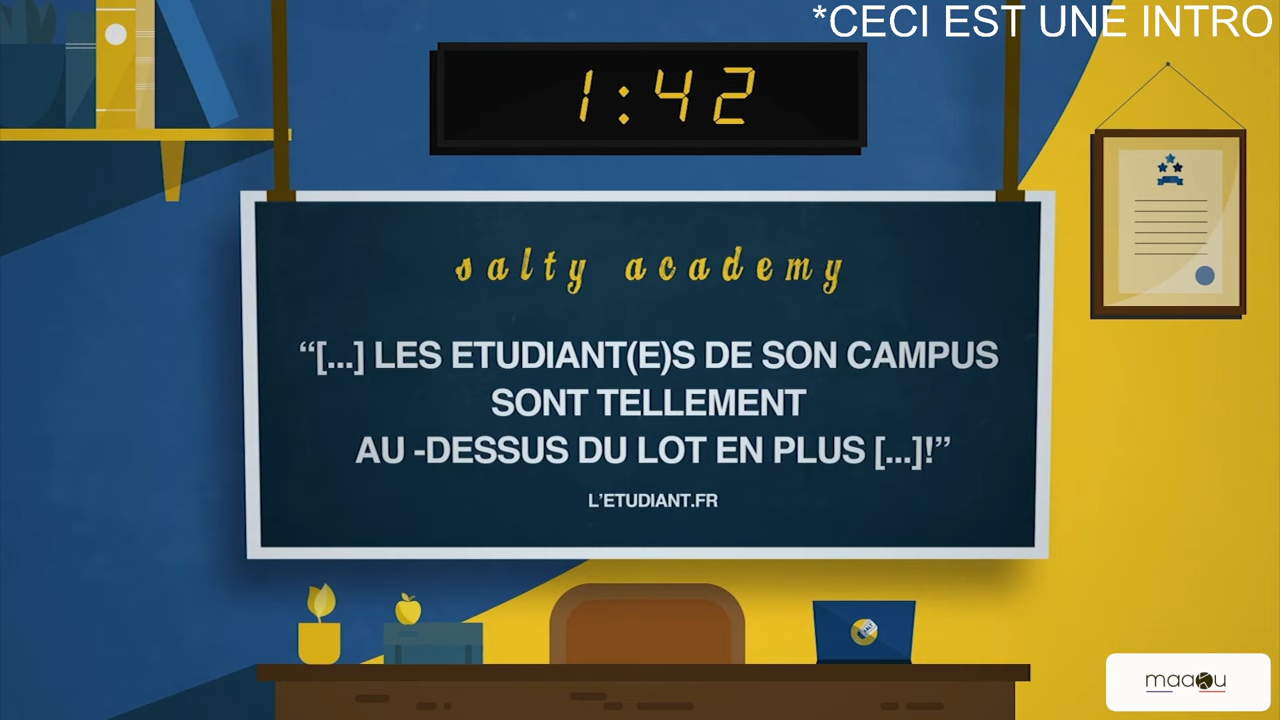 *CECI EST UNE INTRO
1:42
salty academy
“[...] LES ETUDIANT(E)S DE SON CAMPUS
SONT TELLEMENT
AU -DESSUS DU LOT EN PLUS [...]!”
L’ETUDIANT.FR
maaku